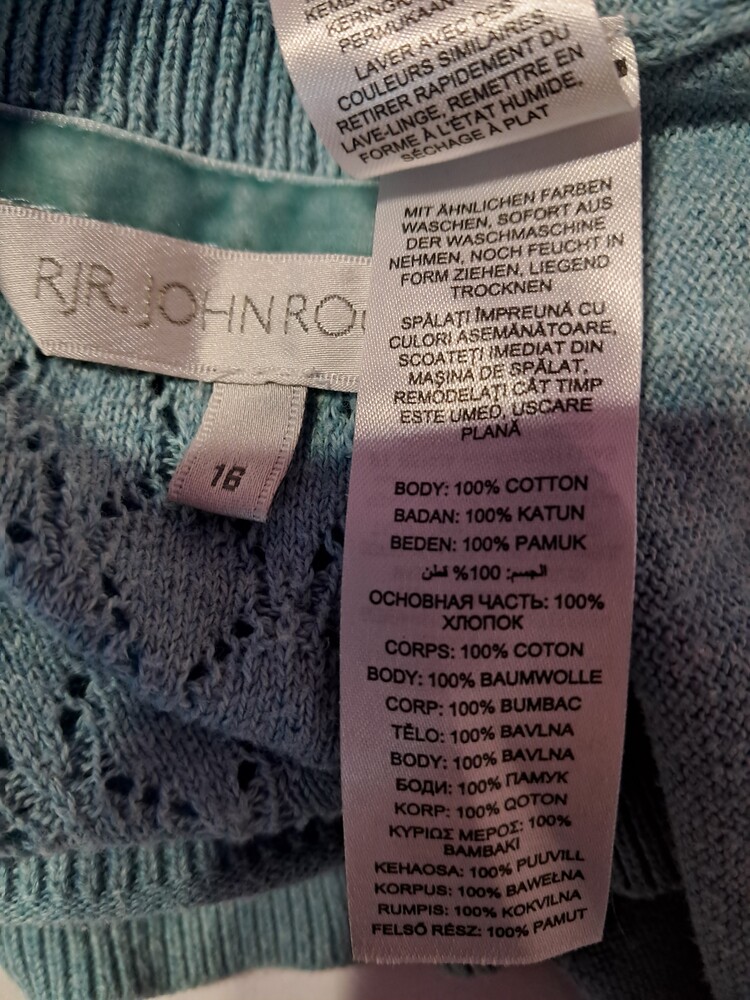 KERINGKAN
PERMUKAAN
LAVER AVEC DES
COULEURS SIMILAIRES,
RETIRER RAPIDEMENT DU
LAVE-LINGE, REMETTRE EN
FORME À L'ÉTAT HUMIDE,
SÉCHAGE À PLAT
RJR.JOHN
16
MIT ÄHNLICHEN FARBEN
WASCHEN, SOFORT AUS
DER WASCHMASCHINE
NEHMEN, NOCH FEUCHT IN
FORM ZIEHEN, LIEGEND
TROCKNEN
SPĂLAȚI ÎMPREUNĂ CU
CULORI ASEMĂNĂTOARE,
SCOATEȚI IMEDIAT DIN
MAȘINA DE SPĂLAT,
REMODELAȚI CÂT TIMP
ESTE UMED, USCARE
PLANĂ
BODY: 100% COTTON
BADAN: 100% KATUN
BEDEN: 100% PAMUK
الجسم: 100% قطن
ОСНОВНАЯ ЧАСТЬ: 100%
ХЛОПОК
CORPS: 100% COTON
BODY: 100% BAUMWOLLE
CORP: 100% BUMBAC
TĚLO: 100% BAVLNA
BODY: 100% BAVLNA
БОДИ: 100% ПАМУК
KORP: 100% QOTON
ΚΥΡΙΩΣ ΜΕΡΟΣ: 100%
ΒΑΜΒΑΚΙ
KEHAOSA: 100% PUUVILL
KORPUS: 100% BAWEŁNA
RUMPIS: 100% KOKVILNA
FELSŐ RÉSZ: 100% PAMUT